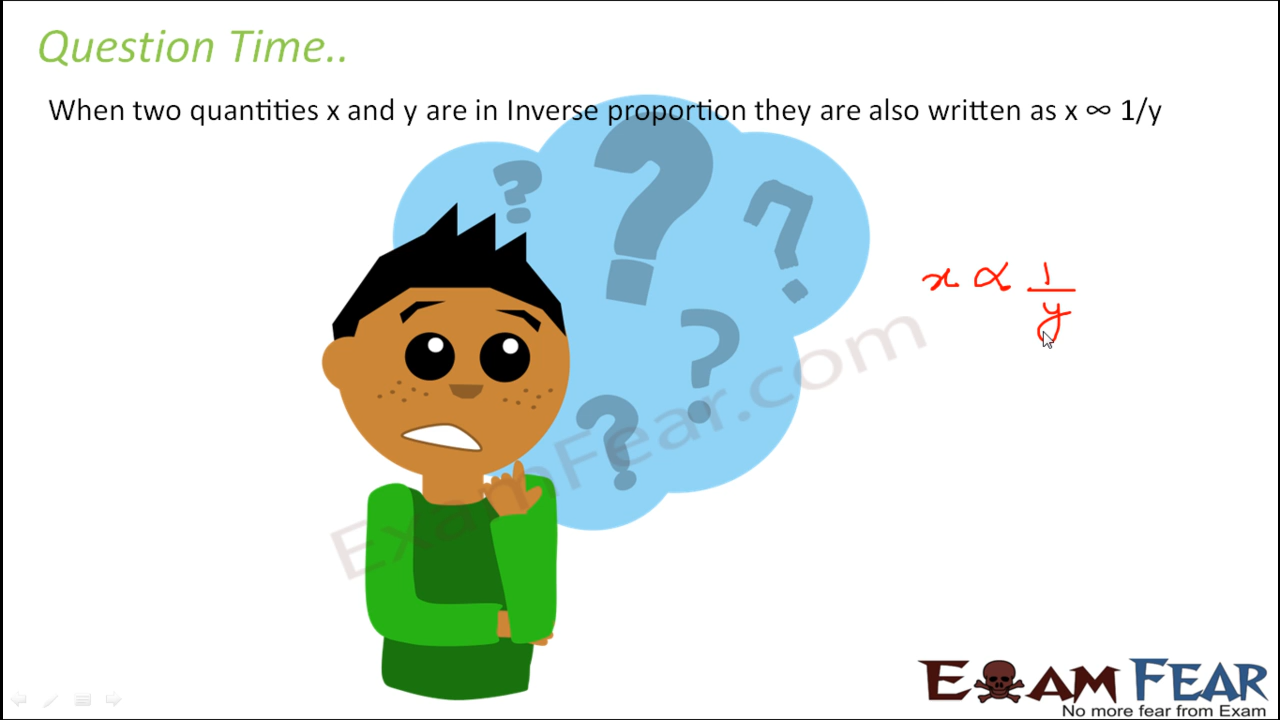 Question Time..
When two quantities x and y are in Inverse proportion they are also written as x ∞ 1/y
? ? ?
x ∝ 1/y
?
?
ExamFear.com
EXAM FEAR
No more fear from Exam